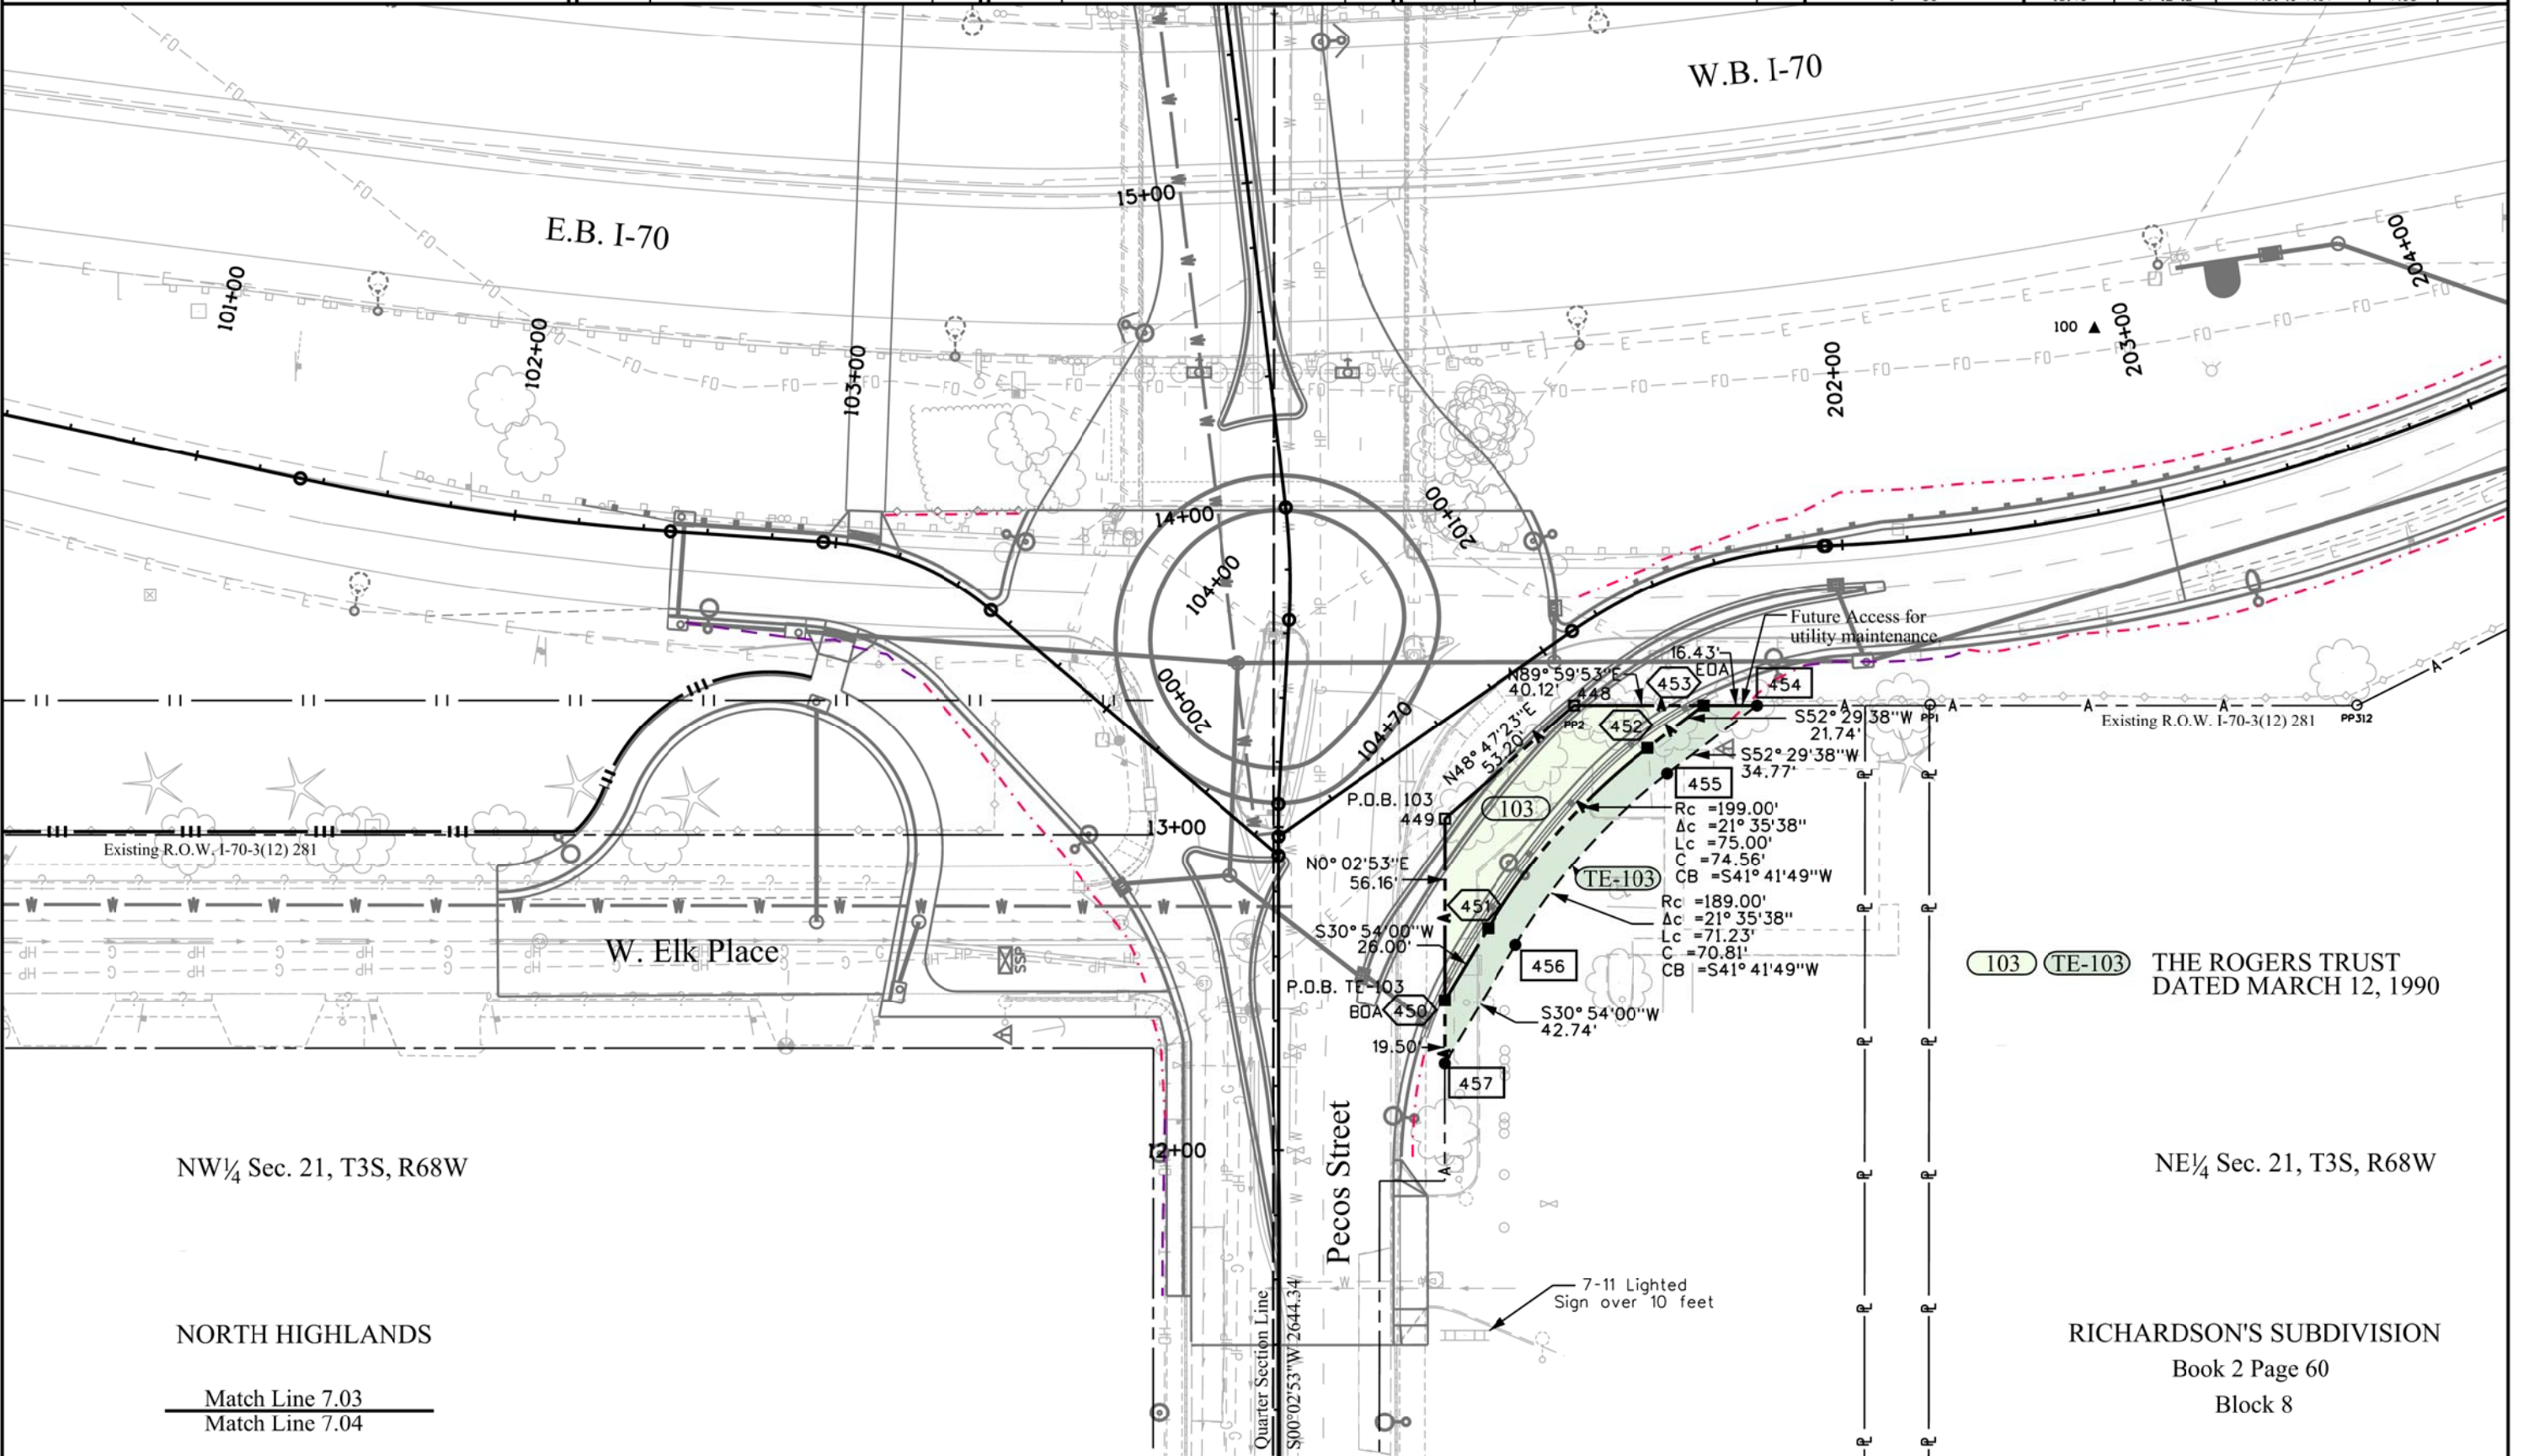 W.B. I-70
E.B. I-70
15+00
101+00
102+00
103+00
204+00
203+00
202+00
201+00
100
14+00
104+00
200+00
104+70
13+00
12+00
Future Access for
utility maintenance
16.43'
EOA
N89° 59'53"E
40.12'
448
453
454
452
PP2
PP1
PP312
Existing R.O.W. I-70-3(12) 281
S52° 29.38"W
21.74'
S52° 29'38"W
34.77'
455
N48° 47'23"E
53.20'
P.O.B. 103
449
103
Rc =199.00'
Δc =21° 35'38"
Lc =75.00'
C =74.56'
CB =S41° 41'49"W
TE-103
Rc =189.00'
Δc =21° 35'38"
Lc =71.23'
C =70.81'
CB =S41° 41'49"W
N0° 02'53"E
56.16'
451
S30° 54'00"W
26.00'
456
P.O.B. TE-103
BOA
450
S30° 54'00"W
42.74'
19.50'
457
Existing R.O.W. I-70-3(12) 281
W. Elk Place
SSP
103
TE-103
THE ROGERS TRUST
DATED MARCH 12, 1990
Pecos Street
NW¼ Sec. 21, T3S, R68W
NE¼ Sec. 21, T3S, R68W
7-11 Lighted
Sign over 10 feet
Quarter Section Line
S00°02'53"W 2644.34'
NORTH HIGHLANDS
Match Line 7.03
Match Line 7.04
RICHARDSON'S SUBDIVISION
Book 2 Page 60
Block 8